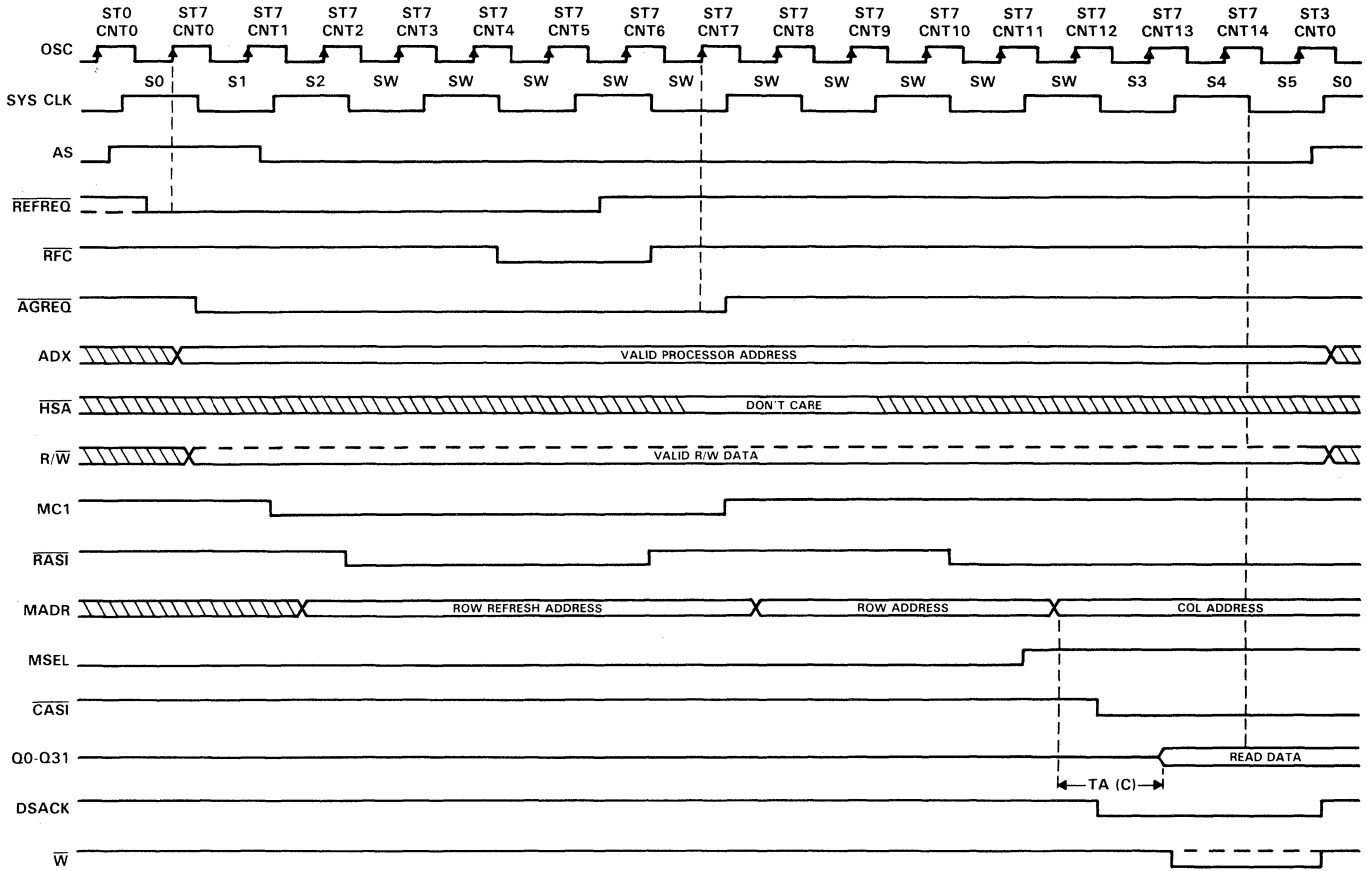 ST0 ST7 ST7 ST7 ST7 ST7 ST7 ST7 ST7 ST7 ST7 ST7 ST7 ST7 ST7 ST7 ST3
CNT0 CNT0 CNT1 CNT2 CNT3 CNT4 CNT5 CNT6 CNT7 CNT8 CNT9 CNT10 CNT11 CNT12 CNT13 CNT14 CNT0
OSC
S0 S1 S2 SW SW SW SW SW SW SW SW SW SW S3 S4 S5 S0
SYS CLK
AS
REFREQ
RFC
AGREQ
ADX VALID PROCESSOR ADDRESS
HSA DON'T CARE
R/W VALID R/W DATA
MC1
RASI
MADR ROW REFRESH ADDRESS ROW ADDRESS COL ADDRESS
MSEL
CASI
Q0-Q31 READ DATA
TA (C)
DSACK
W